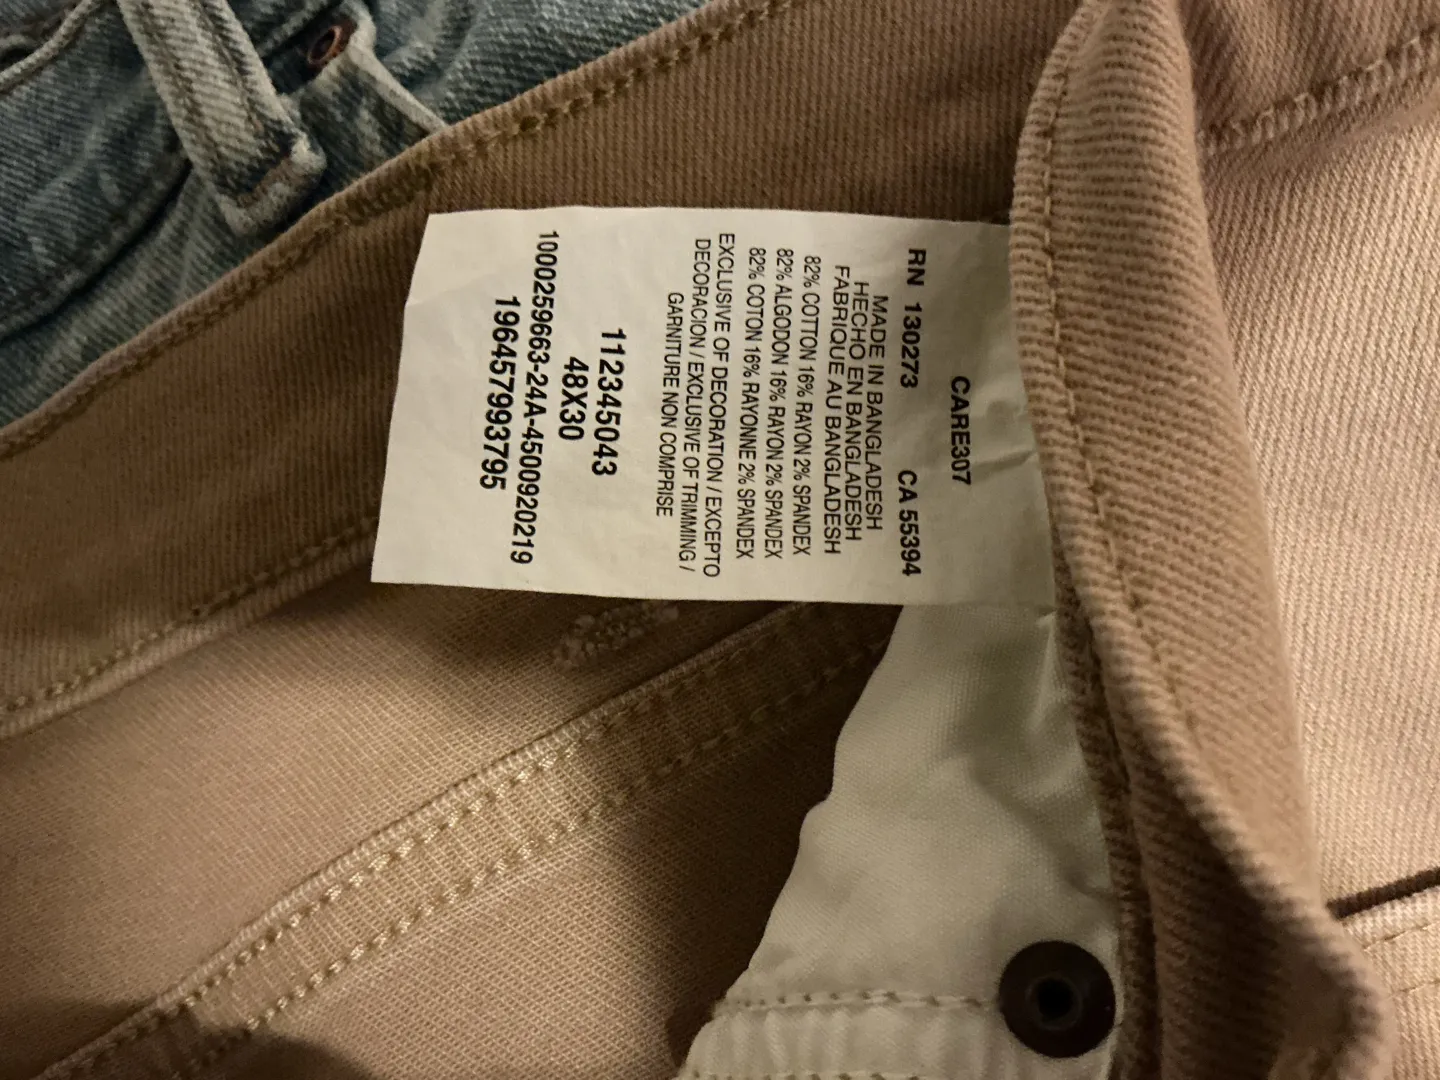 CARE307
RN 130273 CA 55394
MADE IN BANGLADESH
HECHO EN BANGLADESH
FABRIQUE AU BANGLADESH
82% COTTON 16% RAYON 2% SPANDEX
82% ALGODON 16% RAYON 2% SPANDEX
82% COTON 16% RAYONNE 2% SPANDEX
EXCLUSIVE OF DECORATION / EXCEPTO
DECORACION / EXCLUSIVE OF TRIMMING /
GARNITURE NON COMPRISE
112345043
48X30
1000259663-24A-4500920219
196457993795